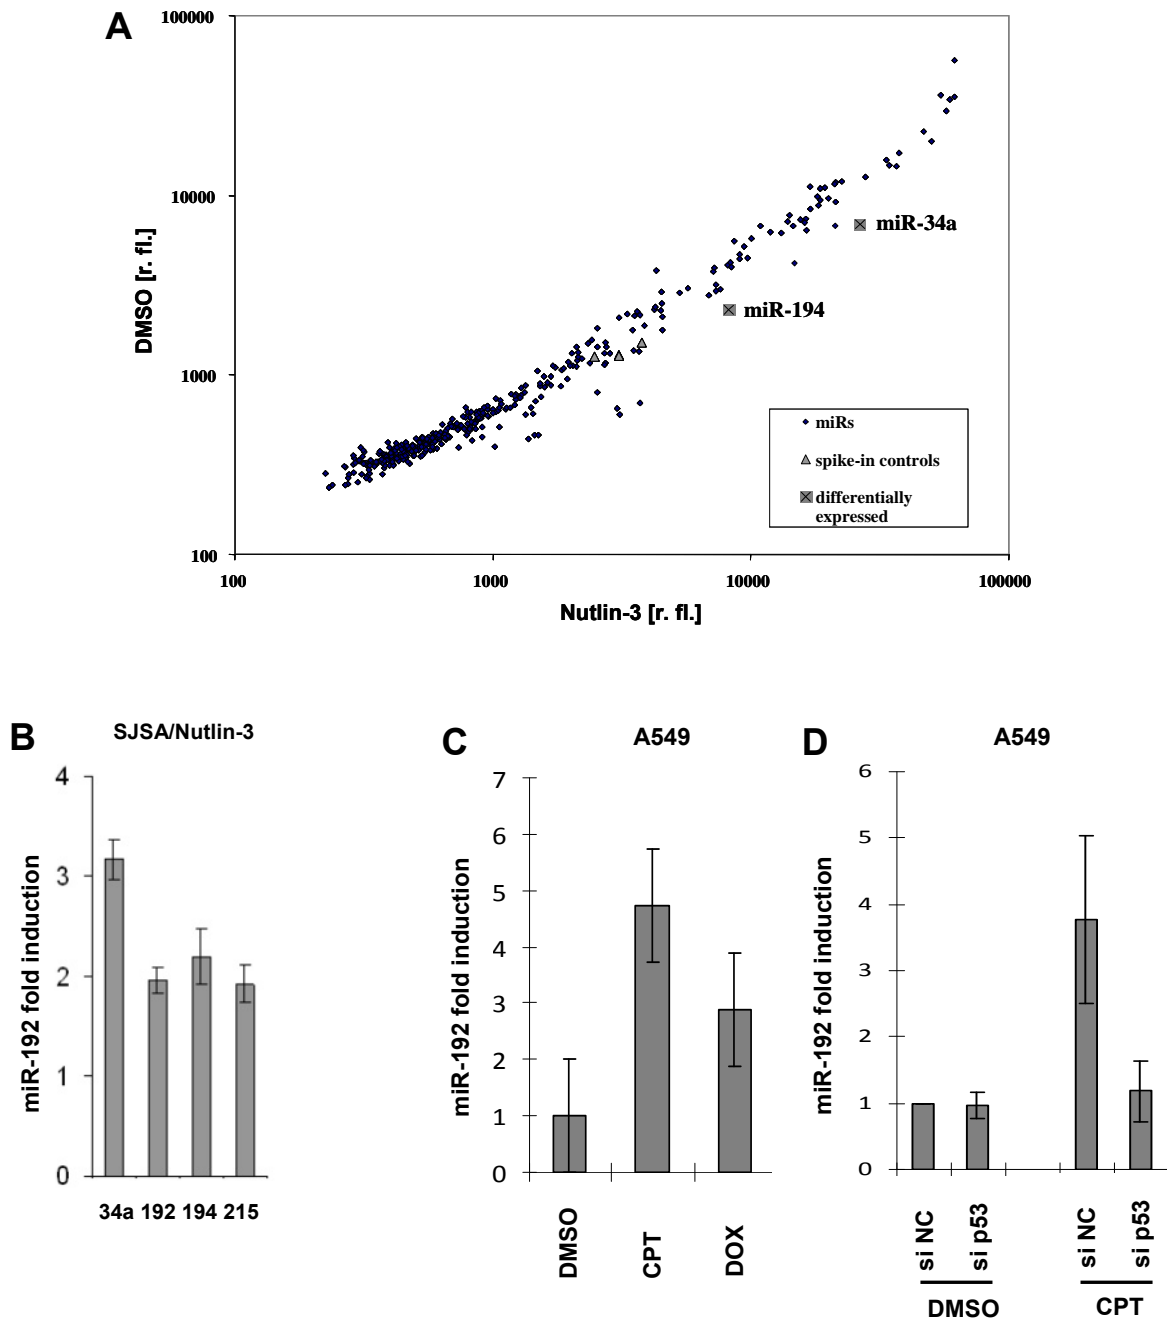 A
100000
10000
1000
100
DMSO [r. fl.]
miR-34a
miR-194
miRs
spike-in controls
differentially
expressed
100 1000 10000 100000
Nutlin-3 [r. fl.]
B
SJSA/Nutlin-3
4
3
2
1
0
miR-192 fold induction
34a 192 194 215
C
A549
7
6
5
4
3
2
1
0
miR-192 fold induction
DMSO
CPT
DOX
D
A549
6
5
4
3
2
1
0
miR-192 fold induction
si NC
si p53
si NC
si p53
DMSO
CPT